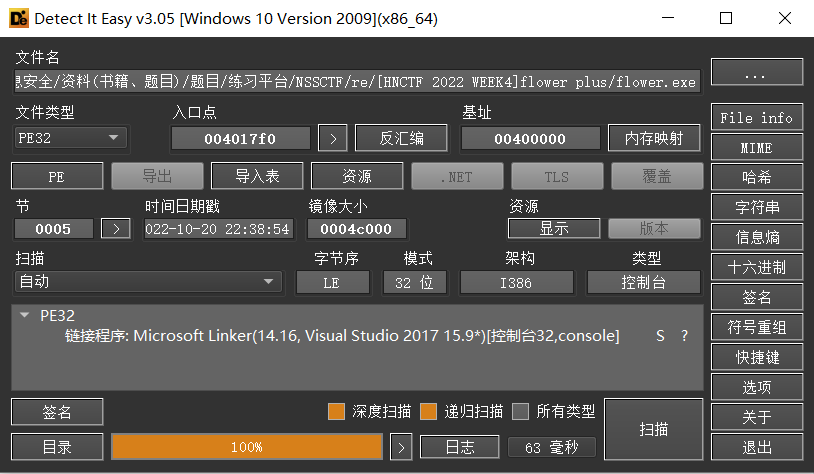 Detect It Easy v3.05 [Windows 10 Version 2009](x86_64)
文件名
息安全/资料(书籍、题目)/题目/练习平台/NSSCTF/re/[HNCTF 2022 WEEK4]flower plus/flower.exe
...
文件类型 入口点 基址
PE32 004017f0 > 反汇编 00400000 内存映射
File info
MIME
PE 导出 导入表 资源 .NET TLS 覆盖
哈希
节 时间日期戳 镜像大小 资源
字符串
0005 > 022-10-20 22:38:54 0004c000 显示 版本
信息熵
扫描 字节序 模式 架构 类型
自动 LE 32 位 I386 控制台
十六进制
签名
PE32
链接程序: Microsoft Linker(14.16, Visual Studio 2017 15.9*)[控制台32,console] S ?
符号重组
快捷键
选项
签名 深度扫描 递归扫描 所有类型 扫描
关于
目录 100% > 日志 63 毫秒
退出